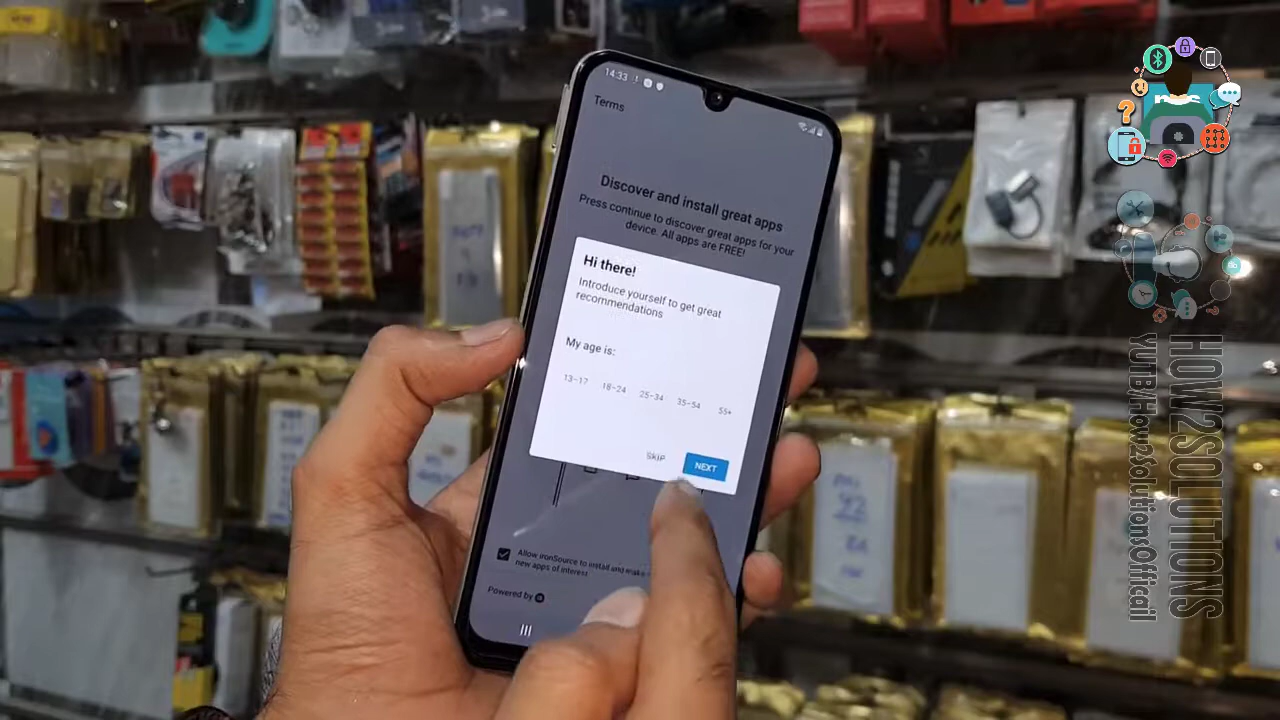 14:33
Terms
Discover and install great apps
Press continue to discover great apps for your
device. All apps are FREE!
Hi there!
Introduce yourself to get great
recommendations
My age is:
13-17 18-24 25-34 35-54 55+
SKIP NEXT
Allow ironSource to install and make
new apps of interest
Powered by
HOW2SOLUTIONS
YUTB/How2SolutionsOffcail